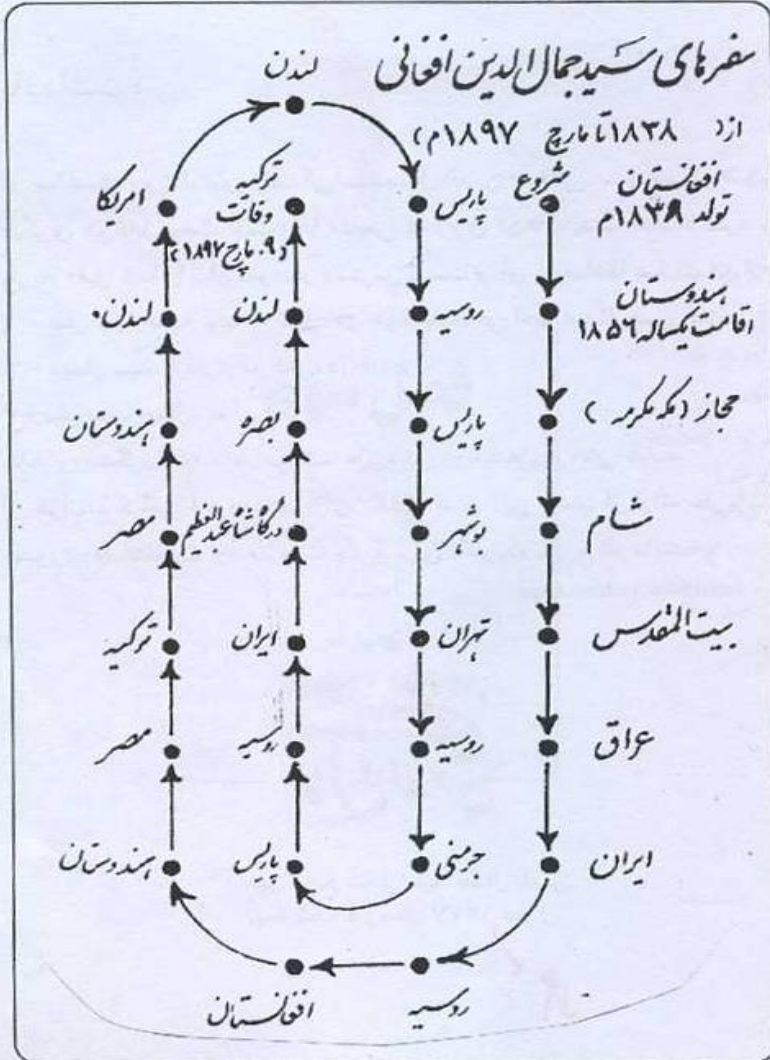 سفرهای سید جمال الدین افغانی
از( ۱۸۳۸ تا مارچ ۱۸۹۷م)
شروع
افغانستان
تولد ۱۸۳۸م
هندوستان
اقامت یکساله ۱۸۵۶
حجاز (مکه مکرمه)
شام
بیت المقدس
عراق
ایران
روسیه
افغانستان
هندوستان
مصر
ترکیه
مصر
هندوستان
لندن
امریکا
لندن
پاریس
روسیه
پاریس
بوشهر
تهران
روسیه
جرمنی
پاریس
روسیه
ایران
درگاه شاه عبدالعظیم
بصره
لندن
ترکیه
وفات
(۹ مارچ ۱۸۹۷)